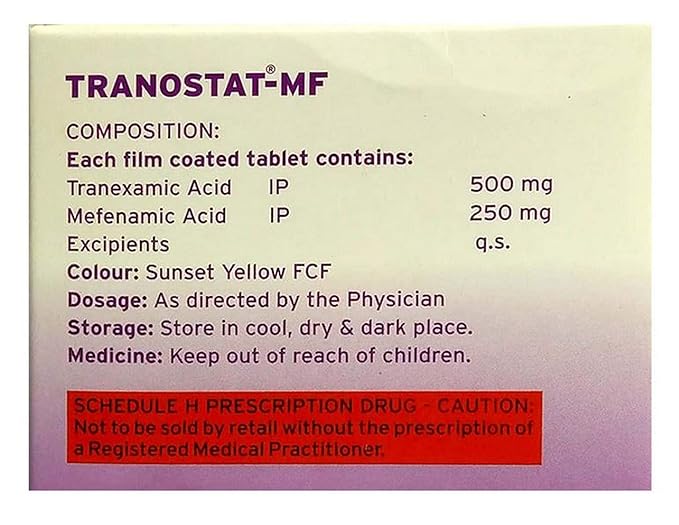 TRANOSTAT®-MF
COMPOSITION:
Each film coated tablet contains:
Tranexamic Acid IP 500 mg
Mefenamic Acid IP 250 mg
Excipients q.s.
Colour: Sunset Yellow FCF
Dosage: As directed by the Physician
Storage: Store in cool, dry & dark place.
Medicine: Keep out of reach of children.
SCHEDULE H PRESCRIPTION DRUG - CAUTION:
Not to be sold by retail without the prescription of
a Registered Medical Practitioner.